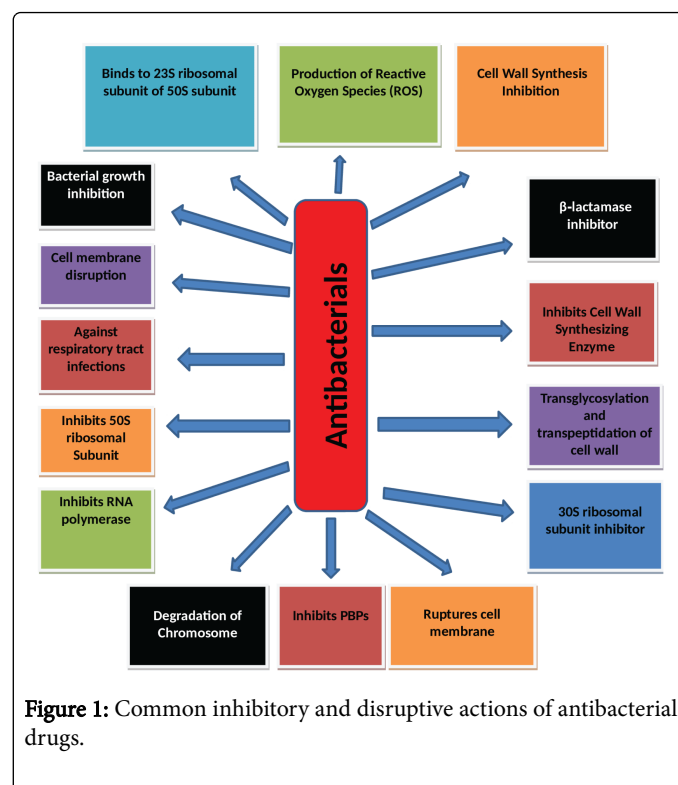 Binds to 23S ribosomal
subunit of 50S subunit
Production of Reactive
Oxygen Species (ROS)
Cell Wall Synthesis
Inhibition
Bacterial growth
inhibition
β-lactamase
inhibitor
Cell membrane
disruption
Antibacterials
Inhibits Cell Wall
Synthesizing
Enzyme
Against
respiratory tract
infections
Transglycosylation
and
transpeptidation of
cell wall
Inhibits 50S
ribosomal
Subunit
Inhibits RNA
polymerase
30S ribosomal
subunit inhibitor
Degradation of
Chromosome
Inhibits PBPs
Ruptures cell
membrane
Figure 1: Common inhibitory and disruptive actions of antibacterial
drugs.